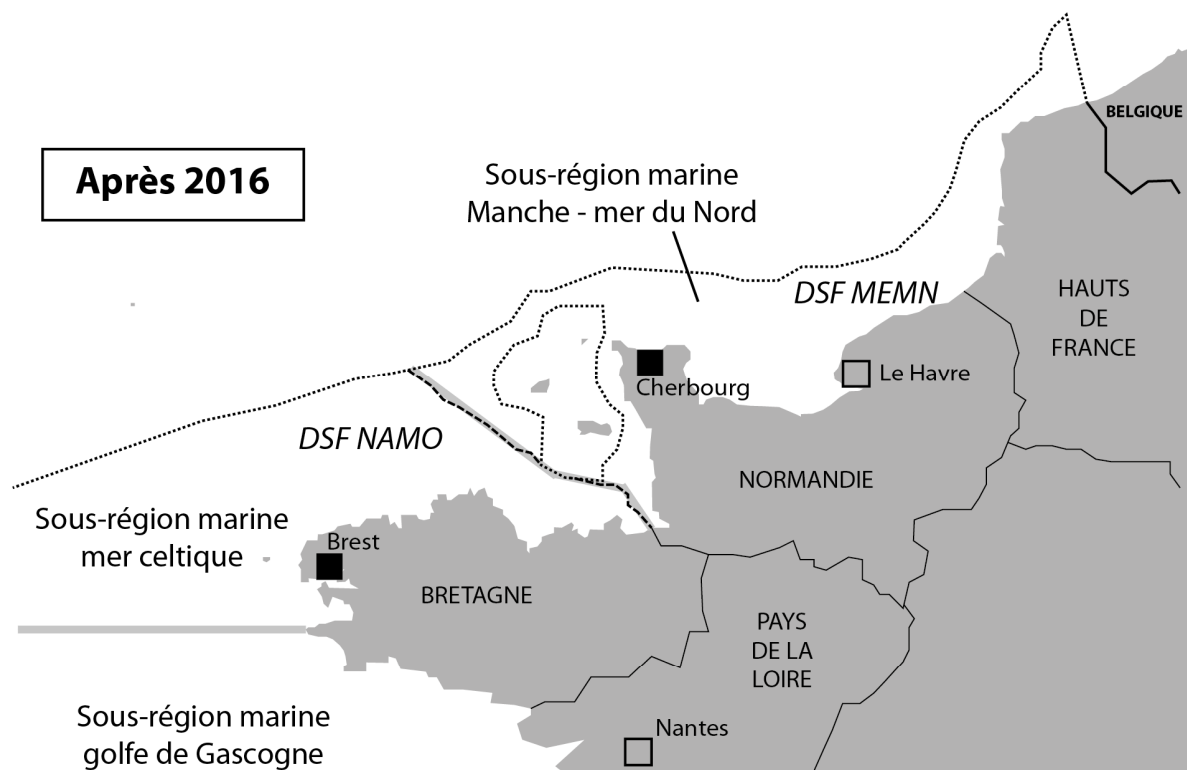 Après 2016
BELGIQUE
Sous-région marine
Manche - mer du Nord
DSF MEMN
HAUTS
DE
FRANCE
Cherbourg
Le Havre
DSF NAMO
NORMANDIE
Sous-région marine
mer celtique
Brest
BRETAGNE
PAYS
DE LA
LOIRE
Sous-région marine
golfe de Gascogne
Nantes